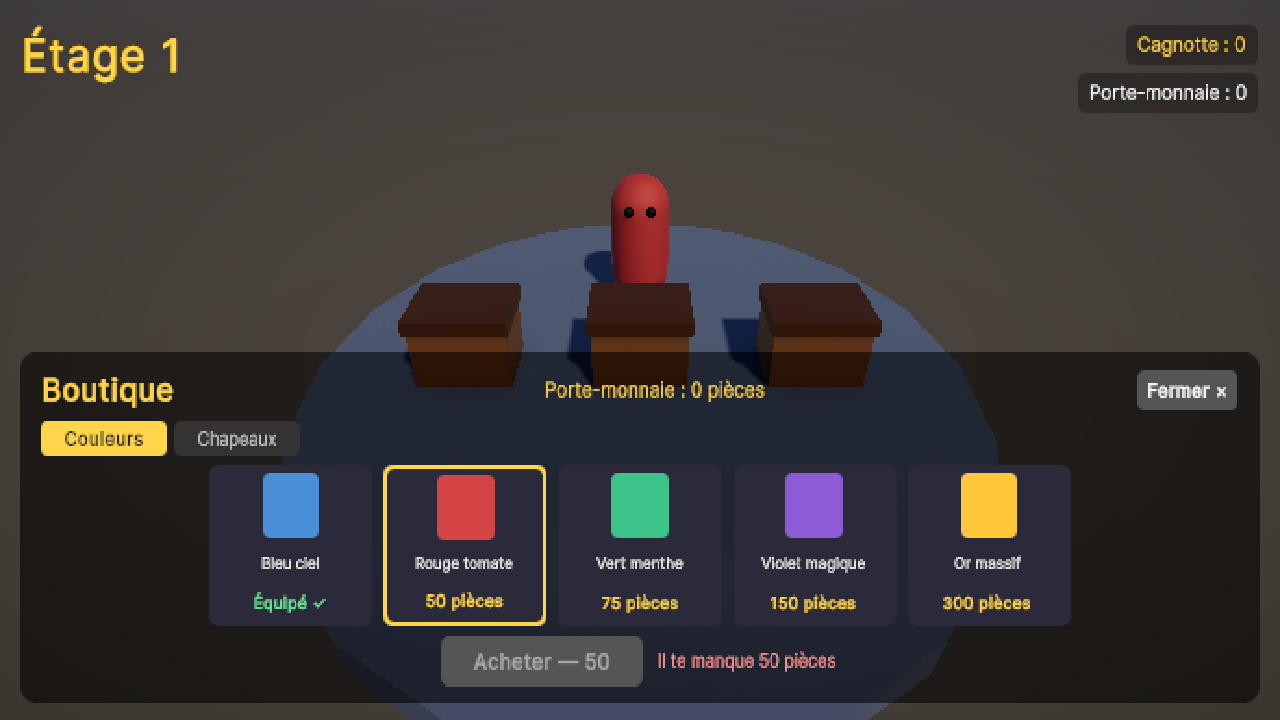 Étage 1
Cagnotte : 0
Porte-monnaie : 0
Boutique
Porte-monnaie : 0 pièces
Fermer ×
Couleurs
Chapeaux
Bleu ciel
Rouge tomate
Vert menthe
Violet magique
Or massif
Équipé ✓
50 pièces
75 pièces
150 pièces
300 pièces
Acheter — 50
Il te manque 50 pièces